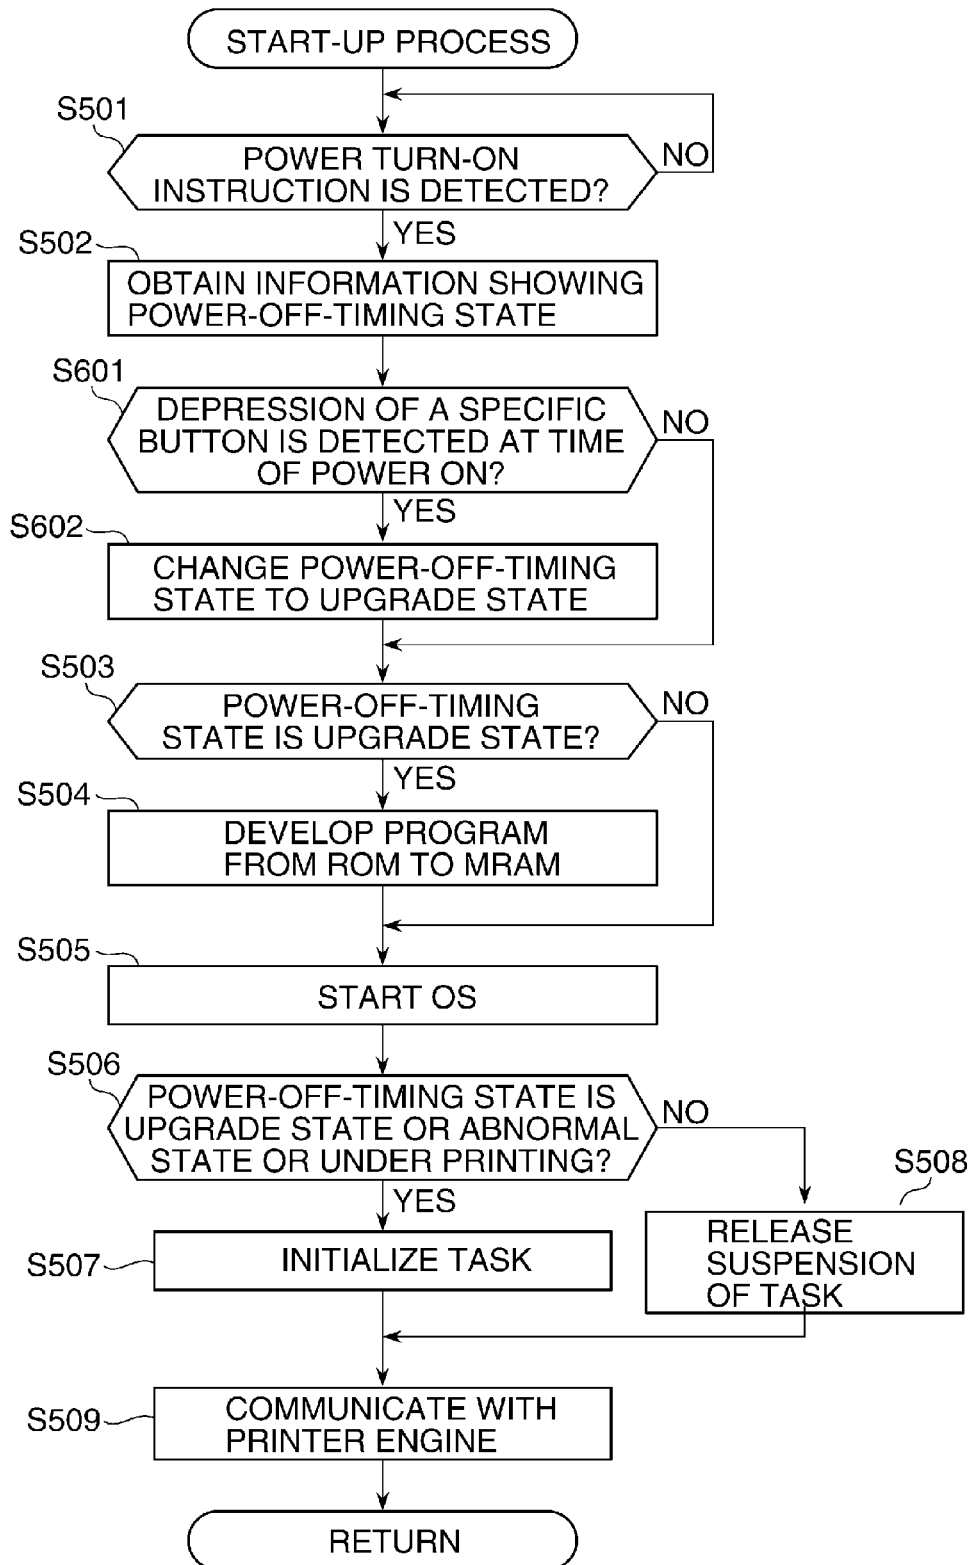 START-UP PROCESS
S501
POWER TURN-ON
INSTRUCTION IS DETECTED?
NO
YES
S502
OBTAIN INFORMATION SHOWING
POWER-OFF-TIMING STATE
S601
DEPRESSION OF A SPECIFIC
BUTTON IS DETECTED AT TIME
OF POWER ON?
NO
YES
S602
CHANGE POWER-OFF-TIMING
STATE TO UPGRADE STATE
S503
POWER-OFF-TIMING
STATE IS UPGRADE STATE?
NO
YES
S504
DEVELOP PROGRAM
FROM ROM TO MRAM
S505
START OS
S506
POWER-OFF-TIMING STATE IS
UPGRADE STATE OR ABNORMAL
STATE OR UNDER PRINTING?
NO
YES
S507
INITIALIZE TASK
S508
RELEASE
SUSPENSION
OF TASK
S509
COMMUNICATE WITH
PRINTER ENGINE
RETURN